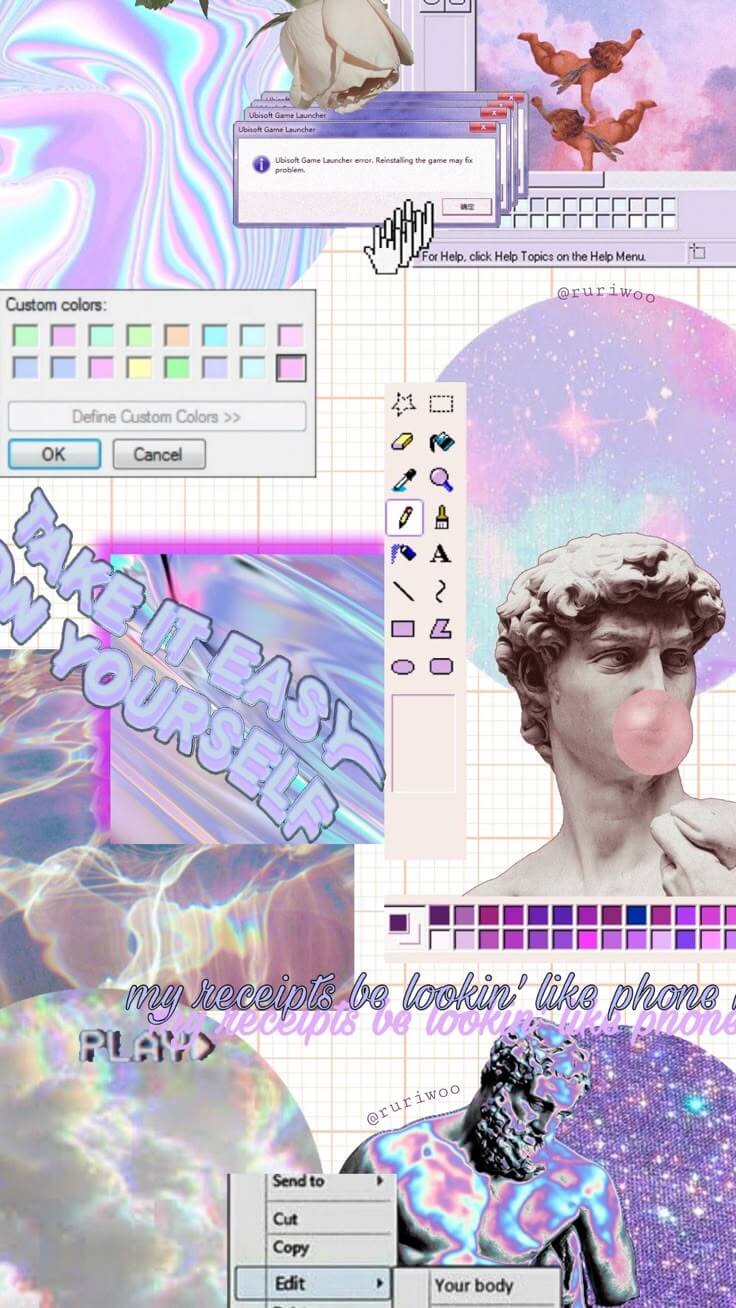 Ubisoft Game Launcher
Ubisoft Game Launcher
Ubisoft Game Launcher
Ubisoft Game Launcher error. Reinstalling the game may fix
problem.
确定
For Help, click Help Topics on the Help Menu.
@ruriwoo
Custom colors:
Define Custom Colors >>
OK
Cancel
A
TAKE IT EASY
ON YOURSELF
my receipts be lookin' like phone
my receipts be lookin' like phone
PLAY
@ruriwoo
Send to
Cut
Copy
Edit
Your body